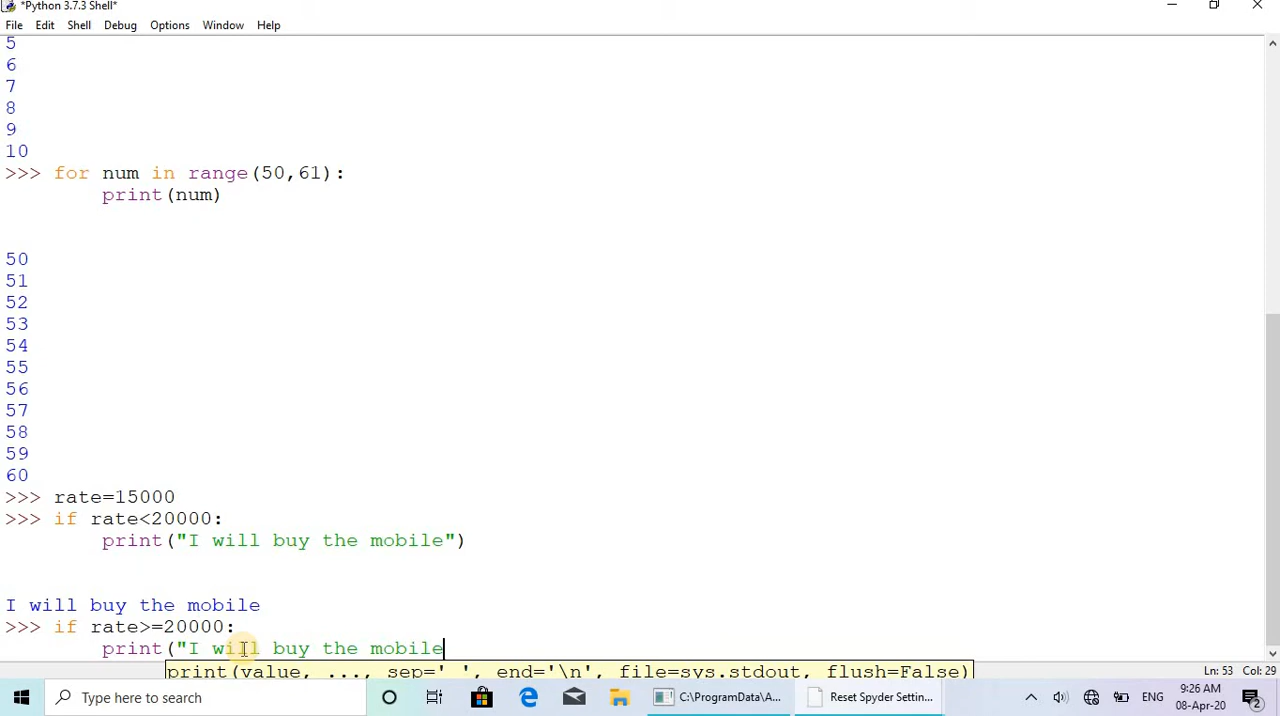 *Python 3.7.3 Shell*
File Edit Shell Debug Options Window Help
5
6
7
8
9
10
>>> for num in range(50,61):
print(num)
50
51
52
53
54
55
56
57
58
59
60
>>> rate=15000
>>> if rate<20000:
print("I will buy the mobile")
I will buy the mobile
>>> if rate>=20000:
print("I will buy the mobile
print(value, ..., sep=' ', end='\n', file=sys.stdout, flush=False)
Ln: 53 Col: 29
Type here to search
C:\ProgramData\A...
Reset Spyder Settin...
ENG
9:26 AM
08-Apr-20
2